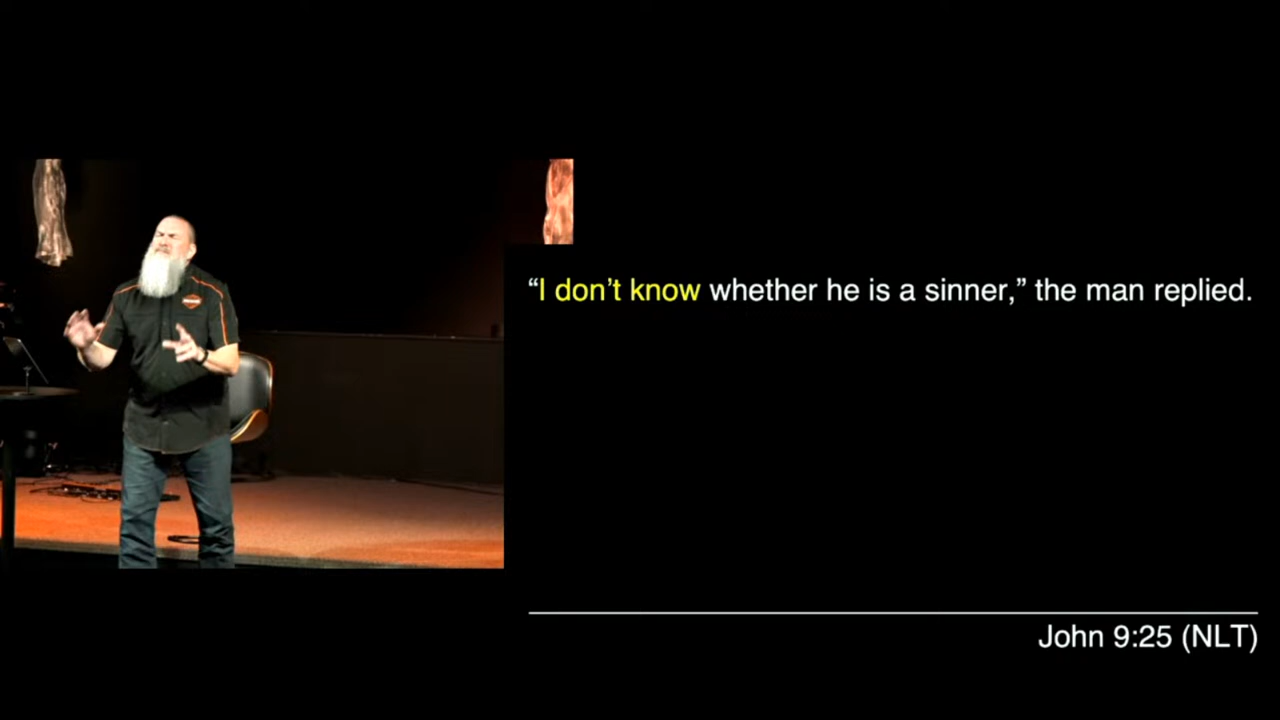 “I don’t know whether he is a sinner,” the man replied.
John 9:25 (NLT)